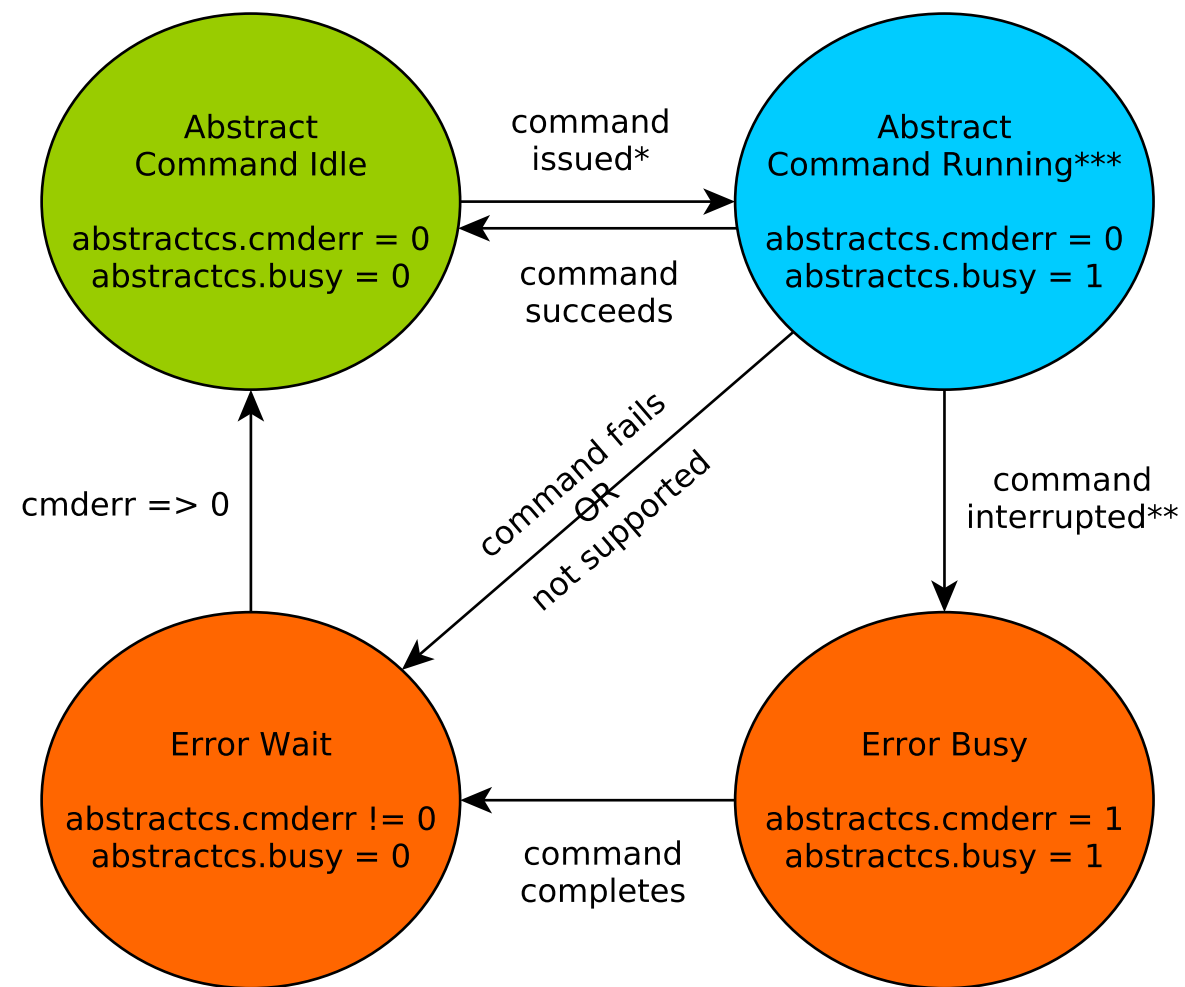 Abstract
Command Idle
abstractcs.cmderr = 0
abstractcs.busy = 0
command
issued*
command
succeeds
Abstract
Command Running***
abstractcs.cmderr = 0
abstractcs.busy = 1
cmderr => 0
command fails
OR
not supported
command
interrupted**
Error Wait
abstractcs.cmderr != 0
abstractcs.busy = 0
command
completes
Error Busy
abstractcs.cmderr = 1
abstractcs.busy = 1